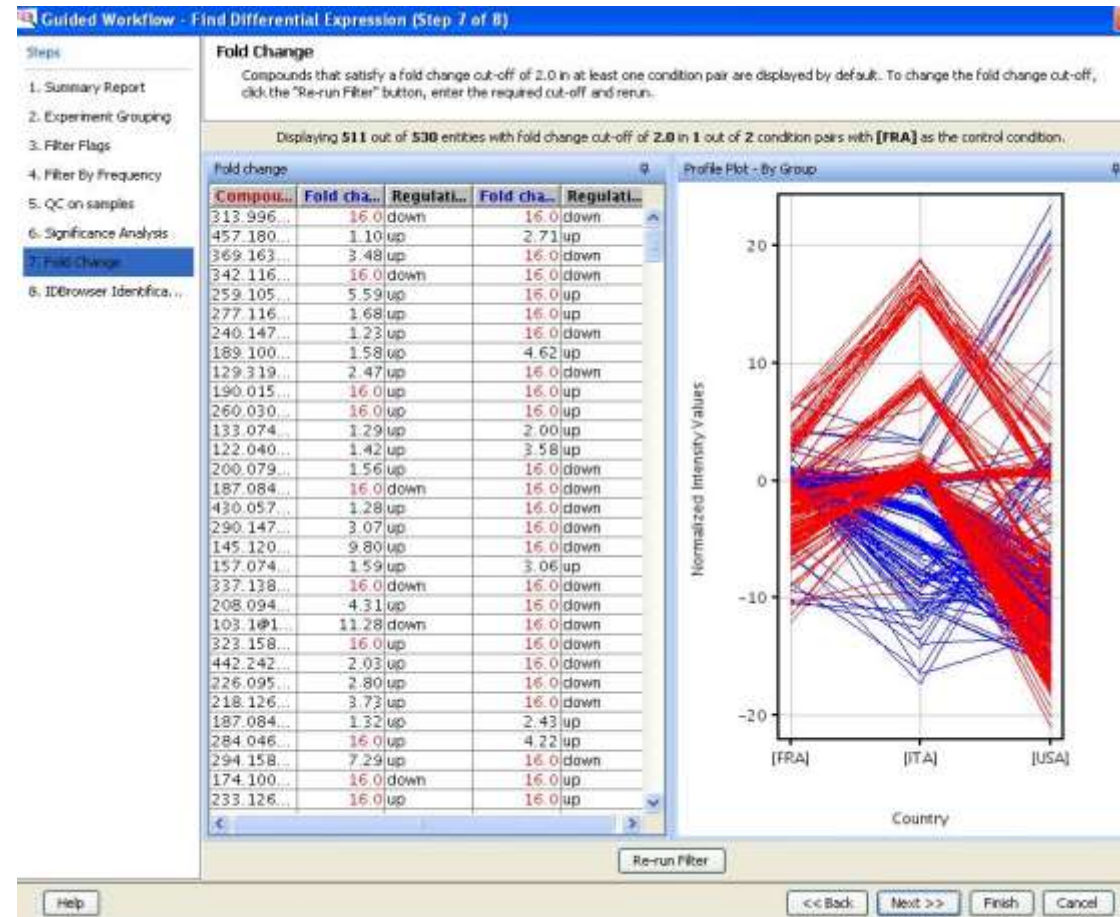 Guided Workflow - Find Differential Expression (Step 7 of 8)
Steps
1. Summary Report
2. Experiment Grouping
3. Filter Flags
4. Filter By Frequency
5. QC on samples
6. Significance Analysis
7. Fold Change
8. IDBrowser Identifica...
Fold Change
Compounds that satisfy a fold change cut-off of 2.0 in at least one condition pair are displayed by default. To change the fold change cut-off,
click the "Re-run Filter" button, enter the required cut-off and rerun.
Displaying 511 out of 530 entities with fold change cut-off of 2.0 in 1 out of 2 condition pairs with [FRA] as the control condition.
Fold change
Compou... Fold cha... Regulati... Fold cha... Regulati...
313.996... 16.0 down 16.0 down
457.180... 1.10 up 2.71 up
369.163... 3.48 up 16.0 down
342.116... 16.0 down 16.0 down
259.105... 5.59 up 16.0 up
277.116... 1.68 up 16.0 up
240.147... 1.23 up 16.0 down
189.100... 1.58 up 4.62 up
129.319... 2.47 up 16.0 down
190.015... 16.0 up 16.0 up
260.030... 16.0 up 16.0 up
133.074... 1.29 up 2.00 up
122.040... 1.42 up 3.58 up
200.079... 1.56 up 16.0 down
187.084... 16.0 down 16.0 down
430.057... 1.28 up 16.0 down
290.147... 3.07 up 16.0 down
145.120... 9.80 up 16.0 down
157.074... 1.59 up 3.06 up
337.138... 16.0 down 16.0 down
208.094... 4.31 up 16.0 down
103.1@1... 11.28 down 16.0 down
323.158... 16.0 up 16.0 down
442.242... 2.03 up 16.0 down
226.095... 2.80 up 16.0 down
218.126... 3.73 up 16.0 down
187.084... 1.32 up 2.43 up
284.046... 16.0 up 4.22 up
294.158... 7.29 up 16.0 down
174.100... 16.0 down 16.0 up
233.126... 16.0 up 16.0 up
Profile Plot - By Group
Normalized Intensity Values
20
10
0
-10
-20
[FRA] [ITA] [USA]
Country
Re-run Filter
Help
<< Back
Next >>
Finish
Cancel